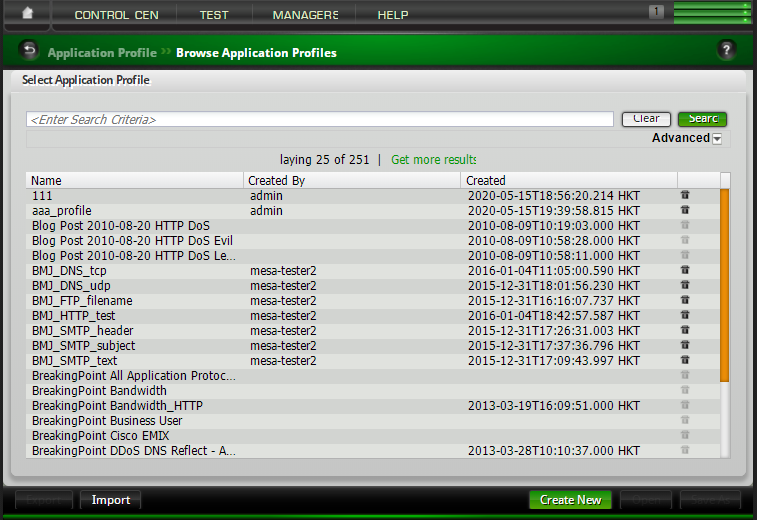 CONTROL CEN TEST MANAGERS HELP 1
Application Profile >> Browse Application Profiles ?
Select Application Profile
<Enter Search Criteria> Clear Searc
Advanced
laying 25 of 251 | Get more results
Name Created By Created
111 admin 2020-05-15T18:56:20.214 HKT
aaa_profile admin 2020-05-15T19:39:58.815 HKT
Blog Post 2010-08-20 HTTP DoS 2010-08-09T10:19:03.000 HKT
Blog Post 2010-08-20 HTTP DoS Evil 2010-08-09T10:58:28.000 HKT
Blog Post 2010-08-20 HTTP DoS Le... 2010-08-09T10:58:11.000 HKT
BMJ_DNS_tcp mesa-tester2 2016-01-04T11:05:00.590 HKT
BMJ_DNS_udp mesa-tester2 2015-12-31T18:01:56.230 HKT
BMJ_FTP_filename mesa-tester2 2015-12-31T16:16:07.737 HKT
BMJ_HTTP_test mesa-tester2 2016-01-04T18:42:57.587 HKT
BMJ_SMTP_header mesa-tester2 2015-12-31T17:26:31.003 HKT
BMJ_SMTP_subject mesa-tester2 2015-12-31T17:37:36.796 HKT
BMJ_SMTP_text mesa-tester2 2015-12-31T17:09:43.997 HKT
BreakingPoint All Application Protoc...
BreakingPoint Bandwidth
BreakingPoint Bandwidth_HTTP 2013-03-19T16:09:51.000 HKT
BreakingPoint Business User
BreakingPoint Cisco EMIX
BreakingPoint DDoS DNS Reflect - A... 2013-03-28T10:10:37.000 HKT
Export Import Create New Open Save As